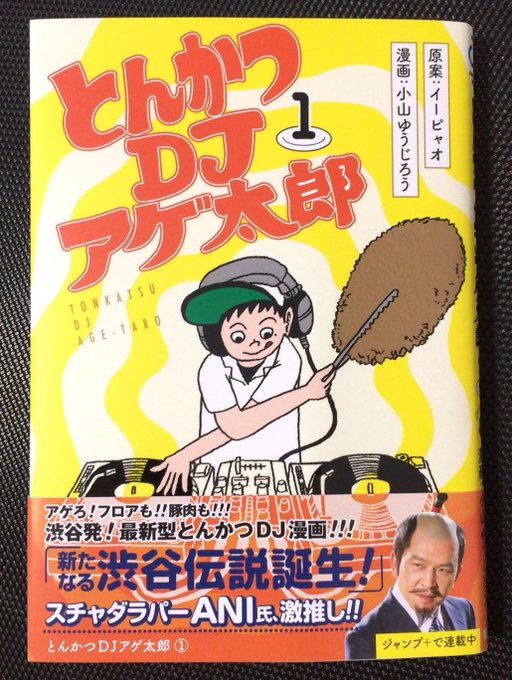 原案：イーピャオ
漫画：小山ゆうじろう
とんかつ
DJ
アゲ太郎
1
TONKATSU
DJ
AGE-TARO
アゲろ！フロアも!!豚肉も!!!
渋谷発！最新型とんかつDJ漫画!!!
新たなる渋谷伝説誕生！
スチャダラパーANI氏、激推し!!
とんかつDJアゲ太郎①
ジャンプ+で連載中